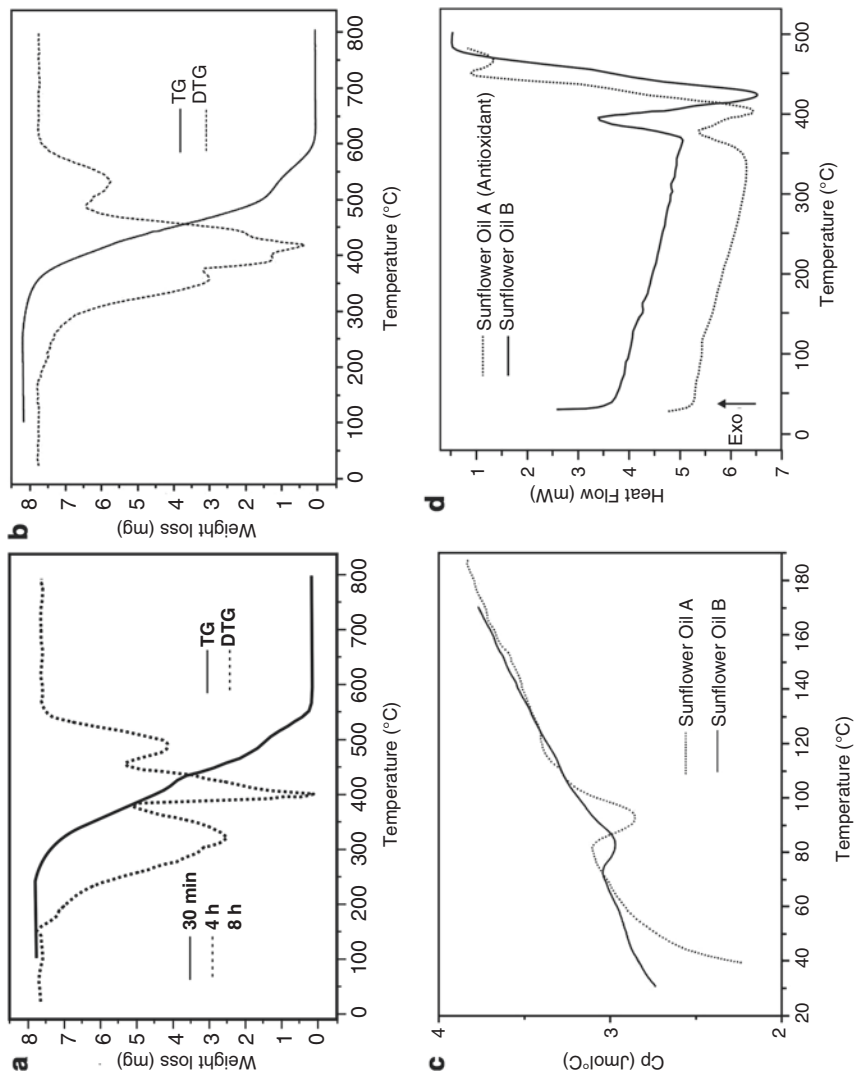 a
Weight loss (mg)
8
7
6
5
4
3
2
1
0
30 min
4 h
8 h
TG
DTG
0
100
200
300
400
500
600
700
800
Temperature (°C)
b
Weight loss (mg)
8
7
6
5
4
3
2
1
0
TG
DTG
0
100
200
300
400
500
600
700
800
Temperature (°C)
c
Cp (Jmol°C)
4
3
2
Sunflower Oil A
Sunflower Oil B
20
40
60
80
100
120
140
160
180
Temperature (°C)
d
Heat Flow (mW)
1
2
3
4
5
6
7
Sunflower Oil A (Antioxidant)
Sunflower Oil B
Exo
0
100
200
300
400
500
Temperature (°C)